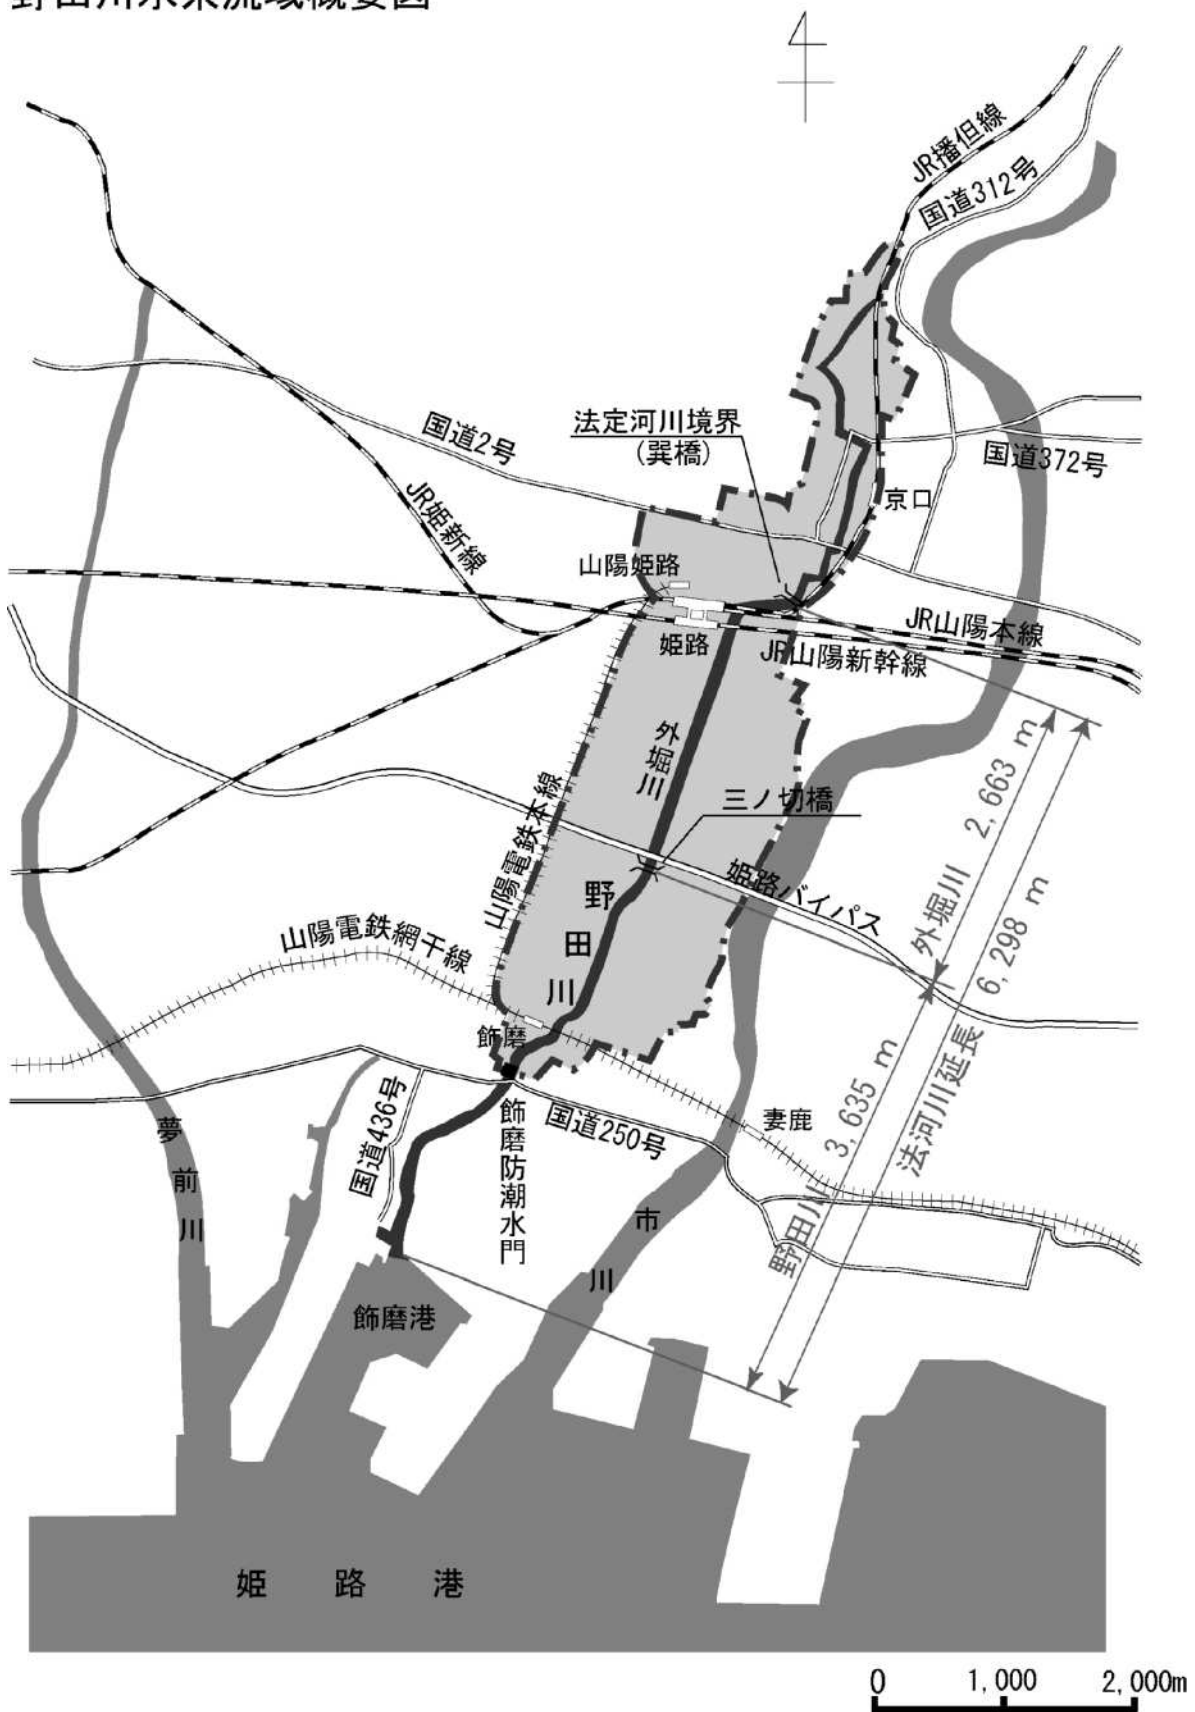 野田川水系流域概要図
JR播但線
国道312号
法定河川境界
(巽橋)
国道2号
国道372号
JR姫新線
京口
山陽姫路
JR山陽本線
姫路
JR山陽新幹線
外堀川
三ノ切橋
山陽電鉄本線
姫路バイパス
外堀川 2,663 m
野田川
山陽電鉄網干線
法河川延長 6,298 m
飾磨
野田川 3,635 m
国道436号
飾磨防潮水門
国道250号
妻鹿
夢前川
市川
飾磨港
姫路港
0 1,000 2,000m